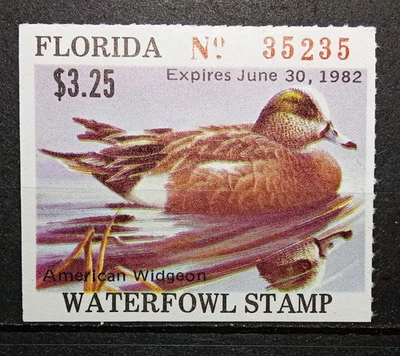 FLORIDA Nº 35235
$3.25 Expires June 30, 1982
American Widgeon
WATERFOWL STAMP